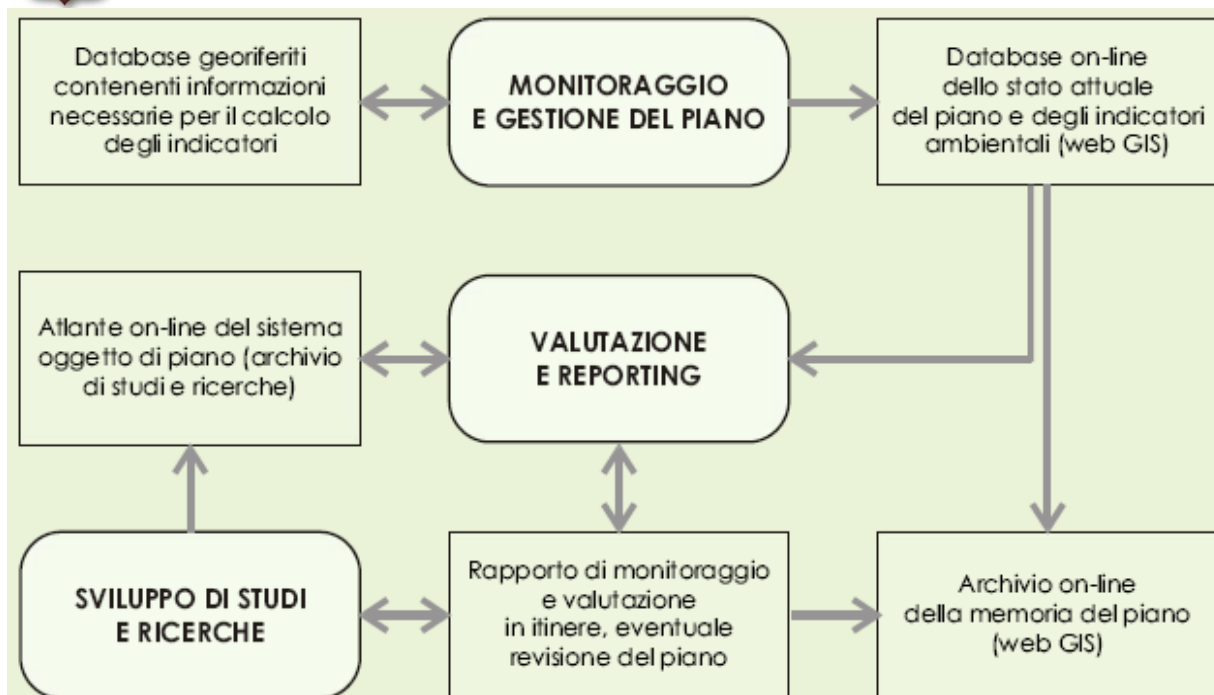 Database georiferiti
contenenti informazioni
necessarie per il calcolo
degli indicatori
MONITORAGGIO
E GESTIONE DEL PIANO
Database on-line
dello stato attuale
del piano e degli indicatori
ambientali (web GIS)
Atlante on-line del sistema
oggetto di piano (archivio
di studi e ricerche)
VALUTAZIONE
E REPORTING
SVILUPPO DI STUDI
E RICERCHE
Rapporto di monitoraggio
e valutazione
in itinere, eventuale
revisione del piano
Archivio on-line
della memoria del piano
(web GIS)